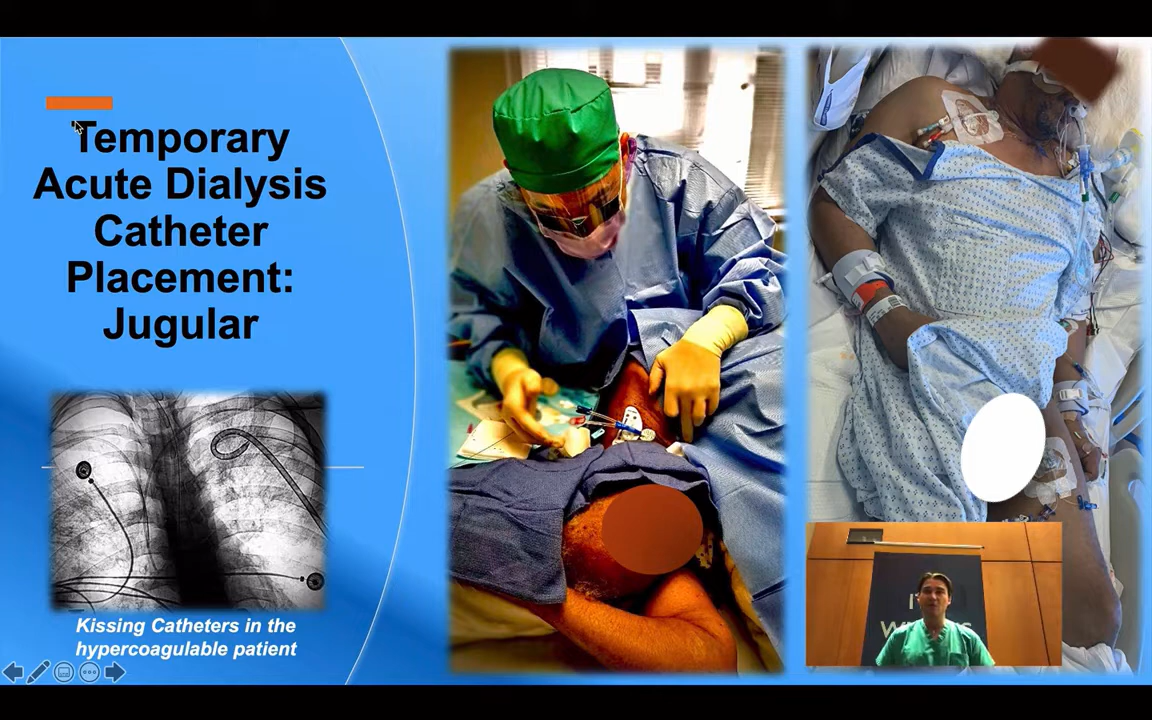 Temporary
Acute Dialysis
Catheter
Placement:
Jugular
Kissing Catheters in the
hypercoagulable patient